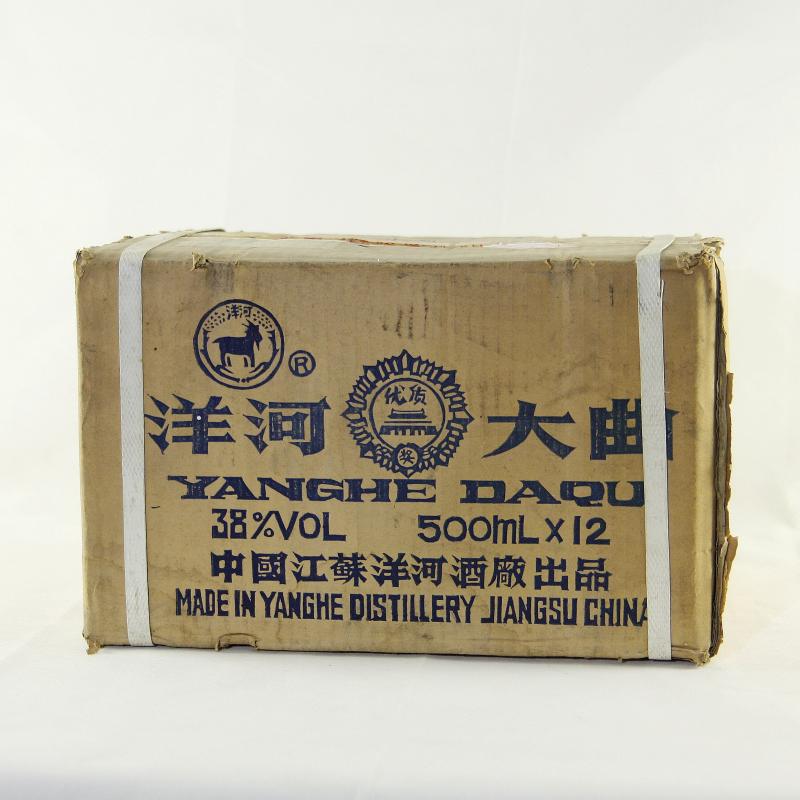 洋河
®
优质
奖
洋河 大曲
YANGHE DAQU
38%VOL 500mL X 12
中國江蘇洋河酒廠出品
MADE IN YANGHE DISTILLERY JIANGSU CHINA